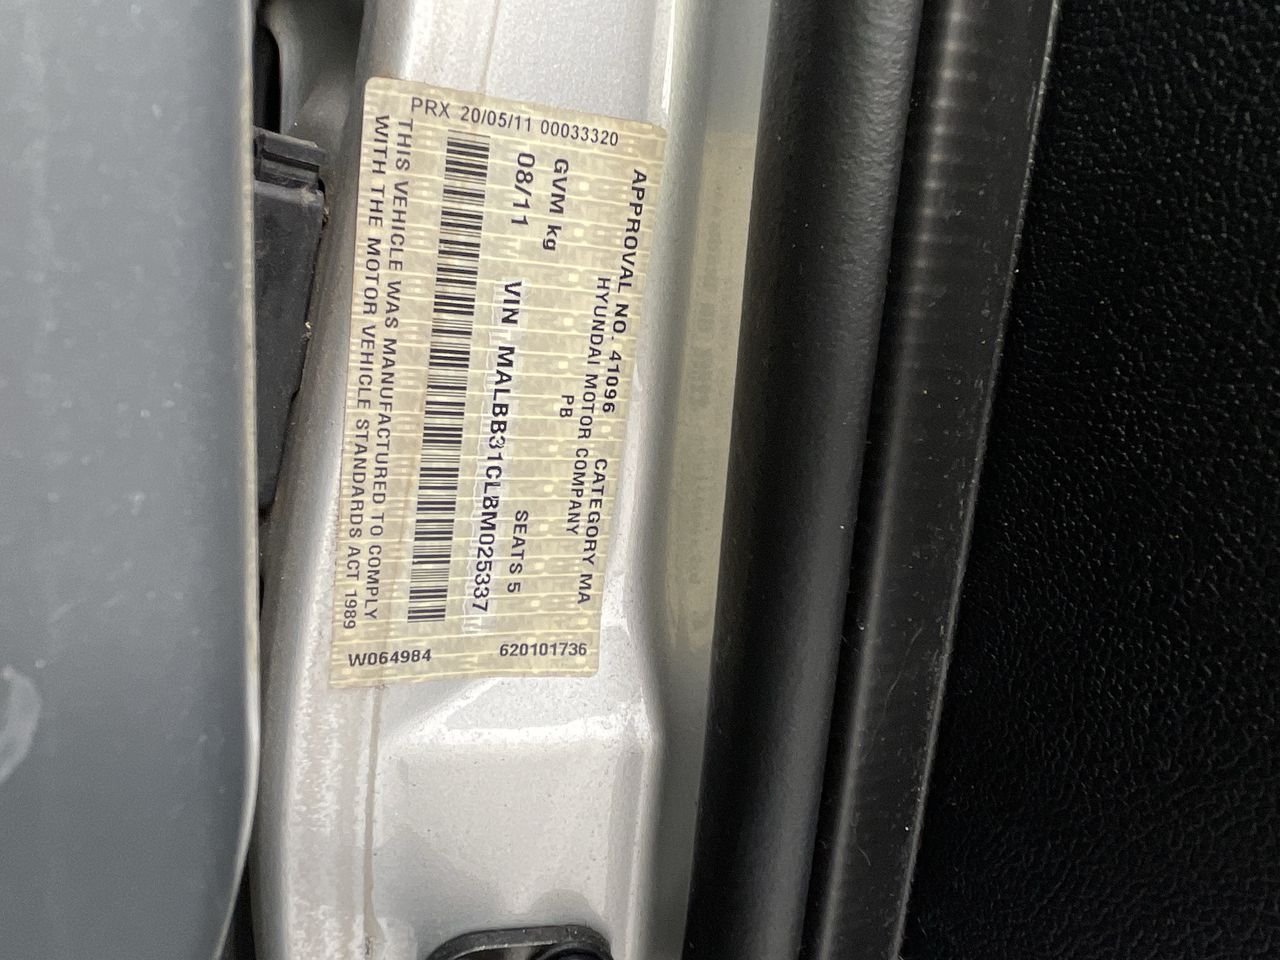 PRX 20/05/11 00033320
APPROVAL NO. 41096 CATEGORY MA
HYUNDAI MOTOR COMPANY
PB
GVM kg
08/11
SEATS 5
VIN MALBB31CLBM025337
THIS VEHICLE WAS MANUFACTURED TO COMPLY
WITH THE MOTOR VEHICLE STANDARDS ACT 1989
W064984
620101736